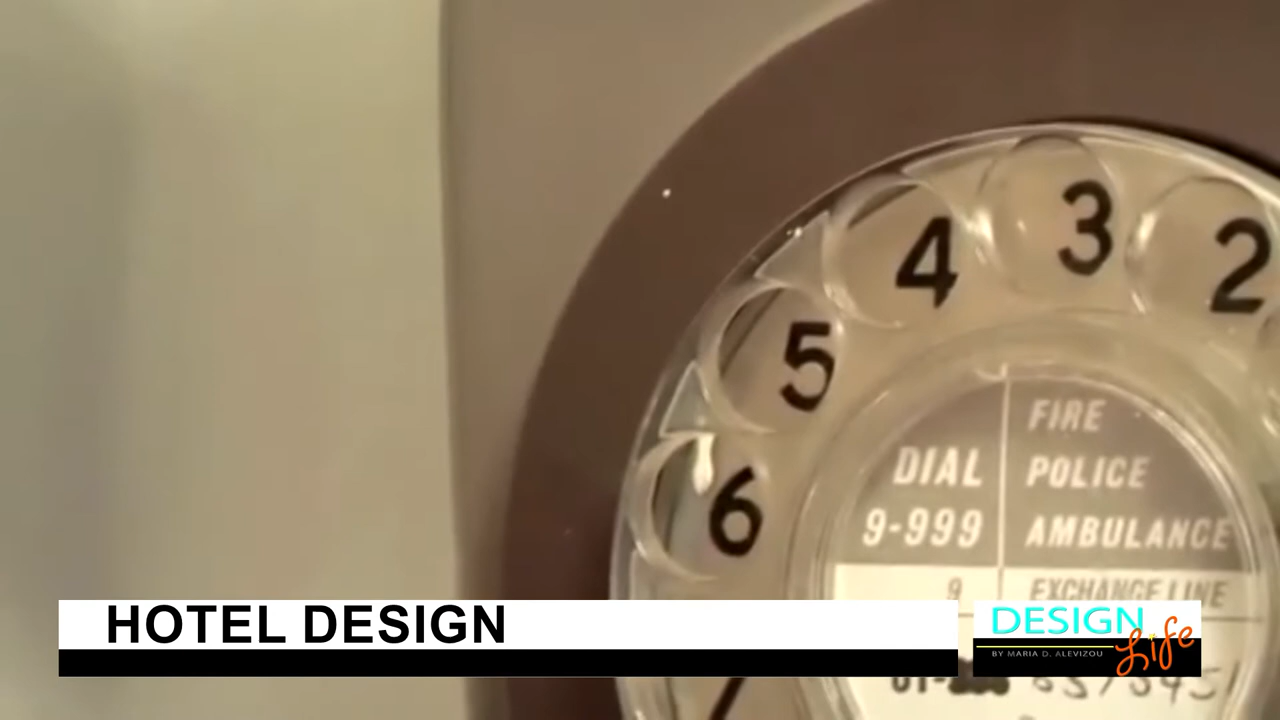 4 3 2
5
6
DIAL
9-999
FIRE
POLICE
AMBULANCE
9 EXCHANGE LINE
HOTEL DESIGN
DESIGN
Life
BY MARIA D. ALEVIZOU